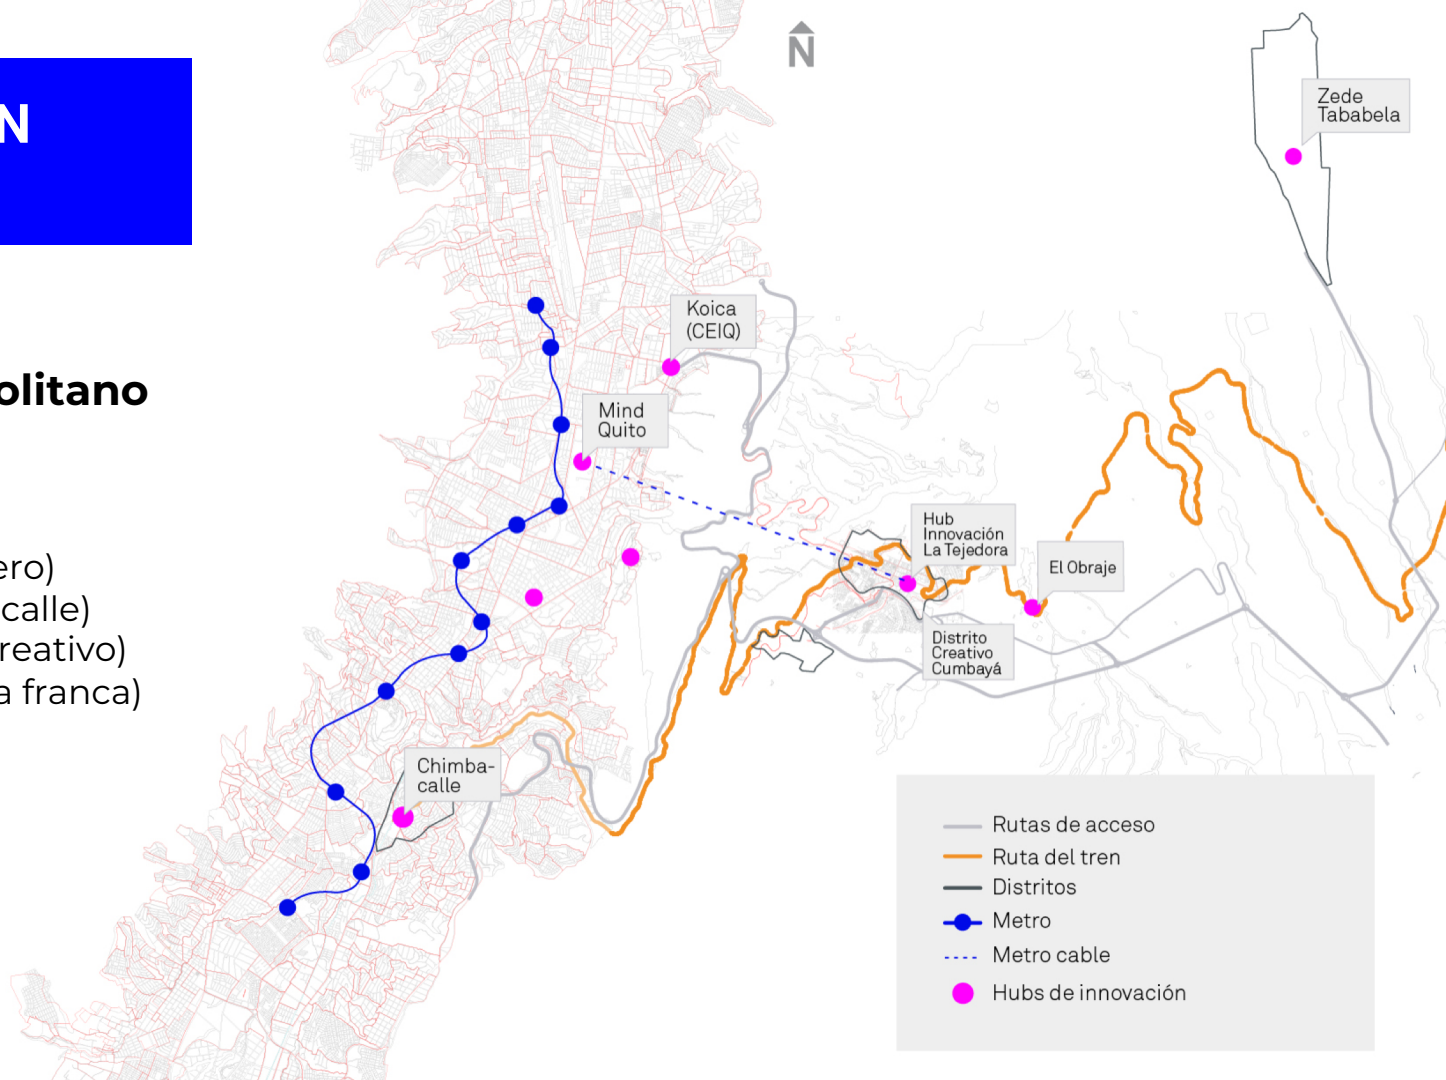 N
olitano
ero)
calle)
reativo)
a franca)
N
Zede
Tababela
Koica
(CEIQ)
Mind
Quito
Hub
Innovación
La Tejedora
El Obraje
Distrito
Creativo
Cumbayá
Chimba-
calle
Rutas de acceso
Ruta del tren
Distritos
Metro
Metro cable
Hubs de innovación